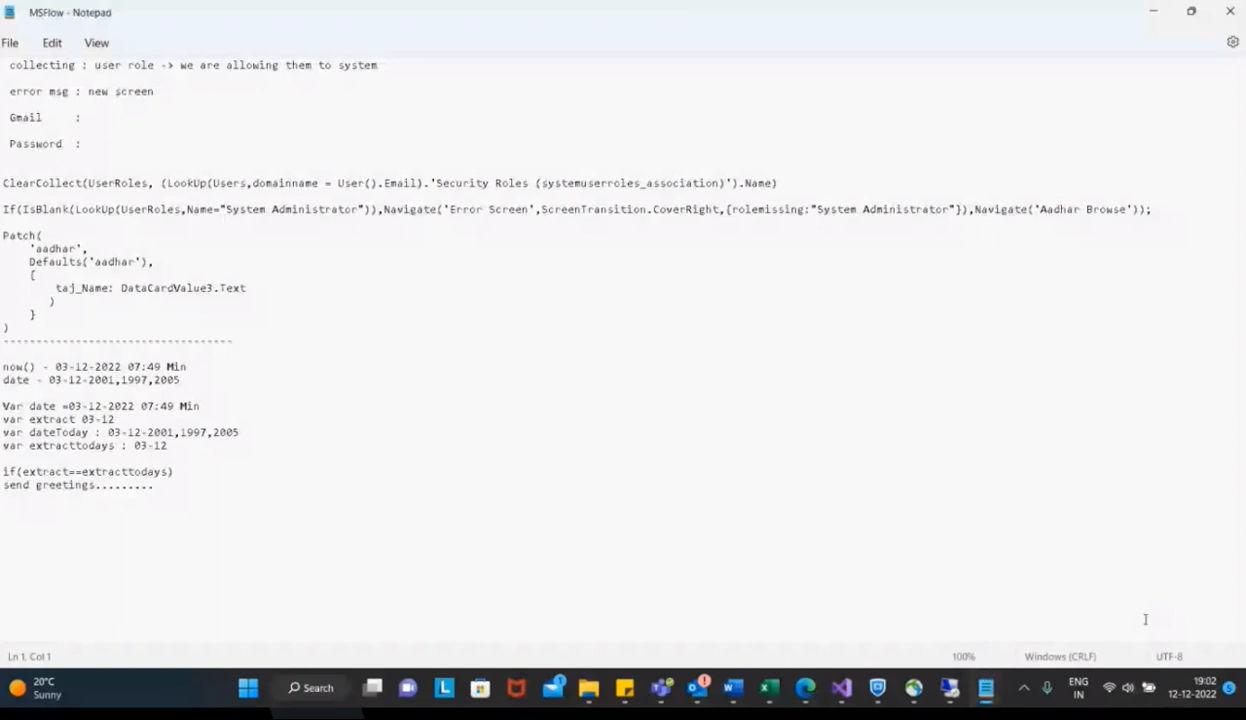 MSFlow - Notepad
File Edit View
collecting : user role -> we are allowing them to system
error msg : new screen
Gmail :
Password :
ClearCollect(UserRoles, (LookUp(Users,domainname = User().Email).'Security Roles (systemuserroles_association)').Name)
If(IsBlank(LookUp(UserRoles,Name="System Administrator")),Navigate('Error Screen',ScreenTransition.CoverRight,{rolemissing:"System Administrator"}),Navigate('Aadhar Browse'));
Patch(
'aadhar',
Defaults('aadhar'),
{
taj_Name: DataCardValue3.Text
)
}
)
-----------------------------------
now() - 03-12-2022 07:49 Min
date - 03-12-2001,1997,2005
Var date =03-12-2022 07:49 Min
var extract 03-12
var dateToday : 03-12-2001,1997,2005
var extracttodays : 03-12
if(extract==extracttodays)
send greetings.........
Ln 1, Col 1 100% Windows (CRLF) UTF-8
20°C
Sunny
Search
ENG
IN
19:02
12-12-2022
5